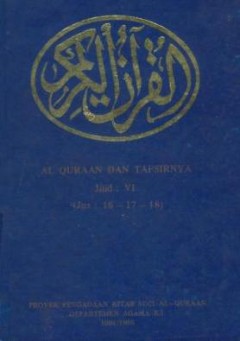 القرآن الكريم
AL QURAAN DAN TAFSIRNYA
Jilid : VI
(Juz : 16 - 17 - 18)
PROYEK PENGADAAN KITAB SUCI AL-QURAAN
DEPARTEMEN AGAMA R.I